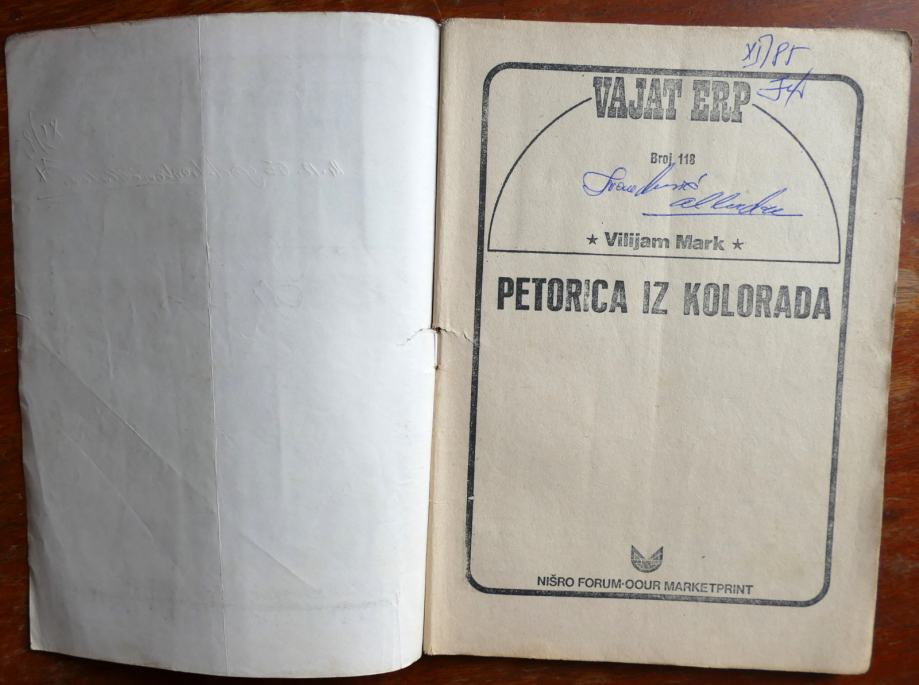 XI/85
VAJAT ERP
Broj 118
★ Vilijam Mark ★
PETORICA IZ KOLORADA
NIŠRO FORUM-OOUR MARKETPRINT